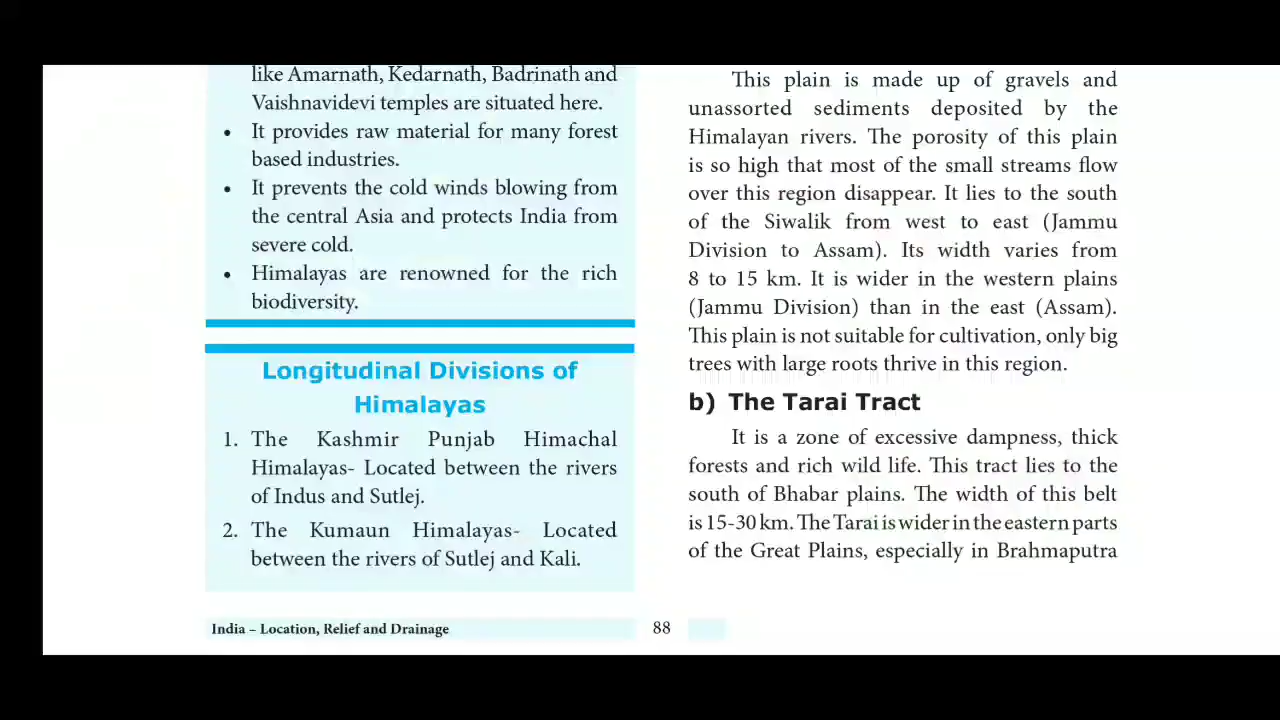 like Amarnath, Kedarnath, Badrinath and
Vaishnavidevi temples are situated here.
• It provides raw material for many forest
based industries.
• It prevents the cold winds blowing from
the central Asia and protects India from
severe cold.
• Himalayas are renowned for the rich
biodiversity.
Longitudinal Divisions of
Himalayas
1. The Kashmir Punjab Himachal
Himalayas- Located between the rivers
of Indus and Sutlej.
2. The Kumaun Himalayas- Located
between the rivers of Sutlej and Kali.
This plain is made up of gravels and
unassorted sediments deposited by the
Himalayan rivers. The porosity of this plain
is so high that most of the small streams flow
over this region disappear. It lies to the south
of the Siwalik from west to east (Jammu
Division to Assam). Its width varies from
8 to 15 km. It is wider in the western plains
(Jammu Division) than in the east (Assam).
This plain is not suitable for cultivation, only big
trees with large roots thrive in this region.
b) The Tarai Tract
It is a zone of excessive dampness, thick
forests and rich wild life. This tract lies to the
south of Bhabar plains. The width of this belt
is 15-30 km. The Tarai is wider in the eastern parts
of the Great Plains, especially in Brahmaputra
India – Location, Relief and Drainage
88